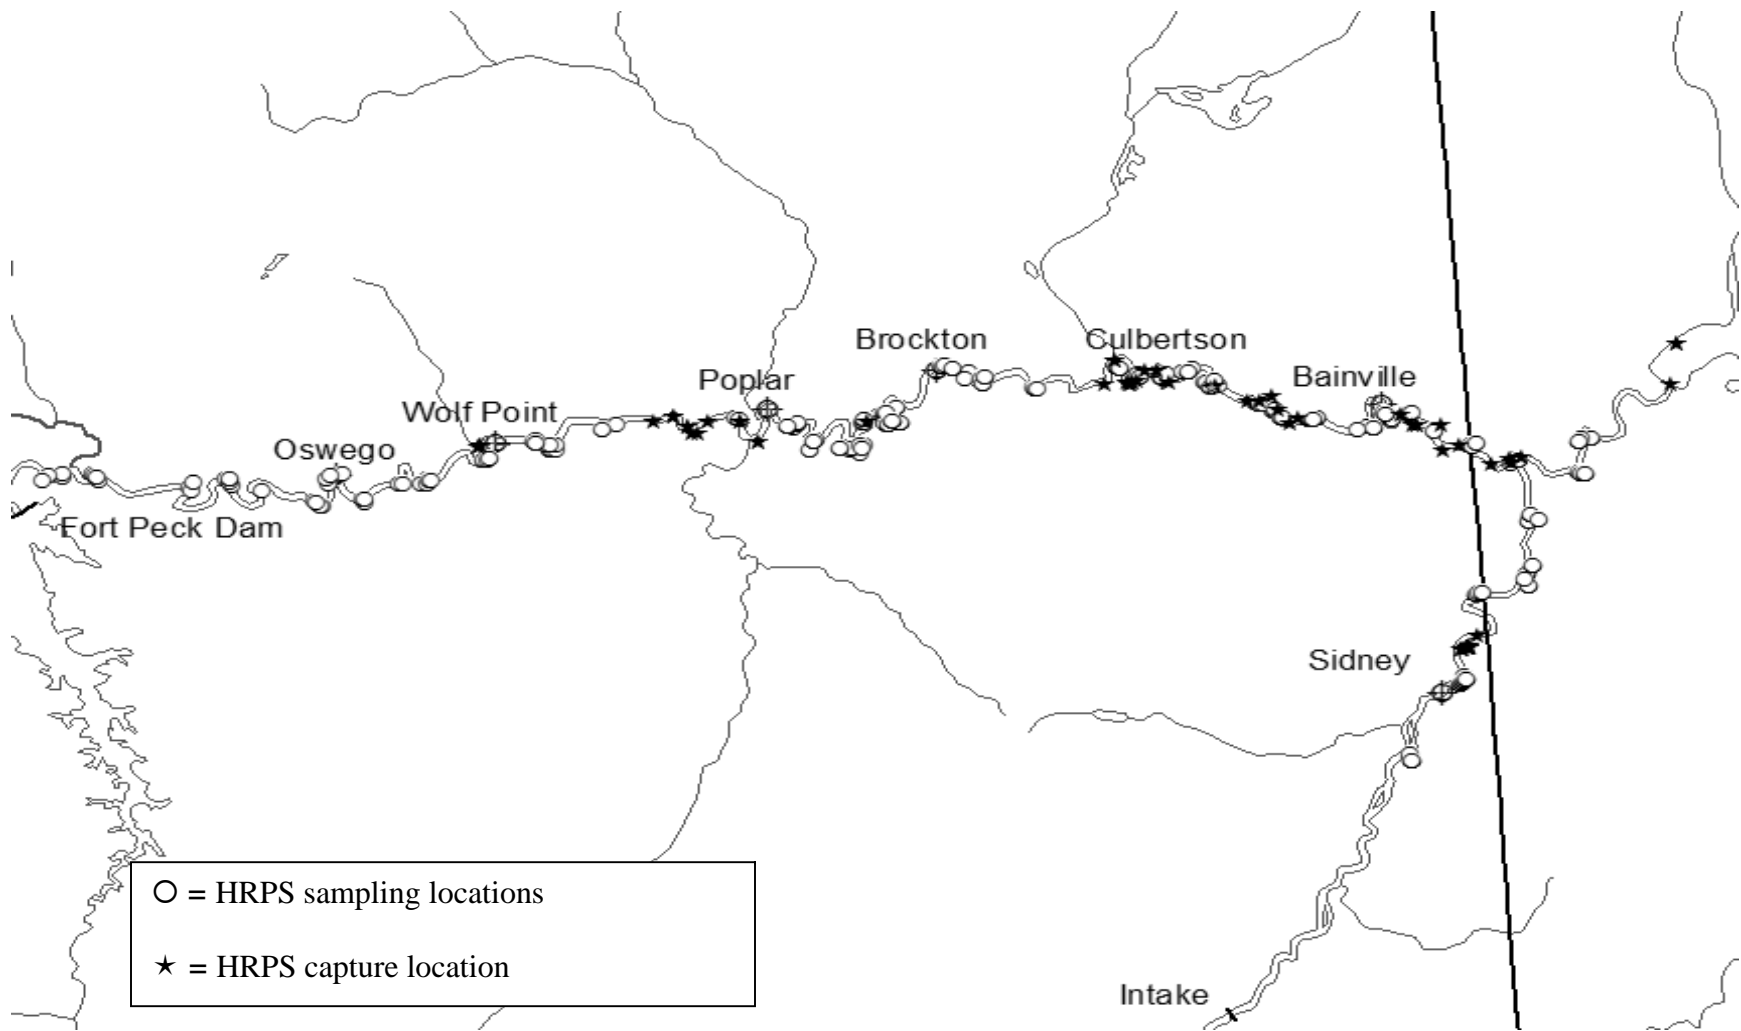 Brockton
Culbertson
Bainville
Poplar
Wolf Point
Oswego
Fort Peck Dam
Sidney
= HRPS sampling locations
= HRPS capture location
Intake